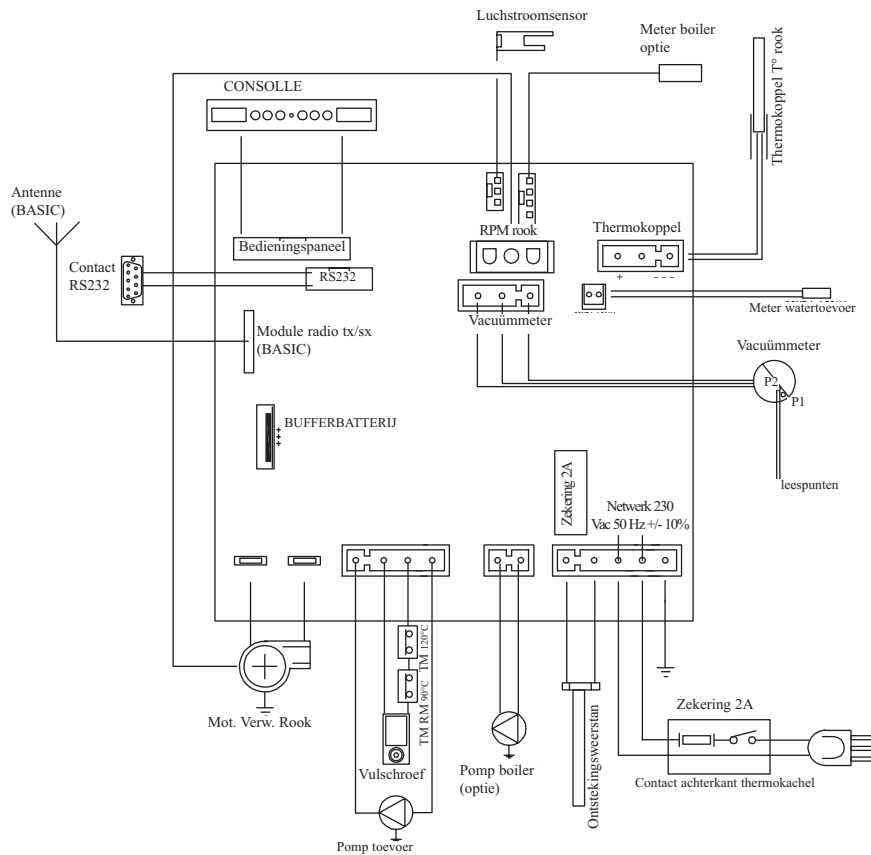 Luchstroomsensor
Meter boiler
optie
Thermokoppel T° rook
CONSOLLE
Antenne
(BASIC)
RPM rook
Thermokoppel
Bedieningspaneel
Contact
RS232
RS232
+
Meter watertoevoer
Vacuümmeter
Module radio tx/sx
(BASIC)
Vacuümmeter
P2
P1
BUFFERBATTERIJ
leespunten
Zekering 2A
Netwerk 230
Vac 50 Hz +/- 10%
TM 120°C
TM RM 90°C
Mot. Verw. Rook
Zekering 2A
Vulschroef
Pomp boiler
(optie)
Ontstekingsweerstan
Contact achterkant thermokachel
Pomp toevoer